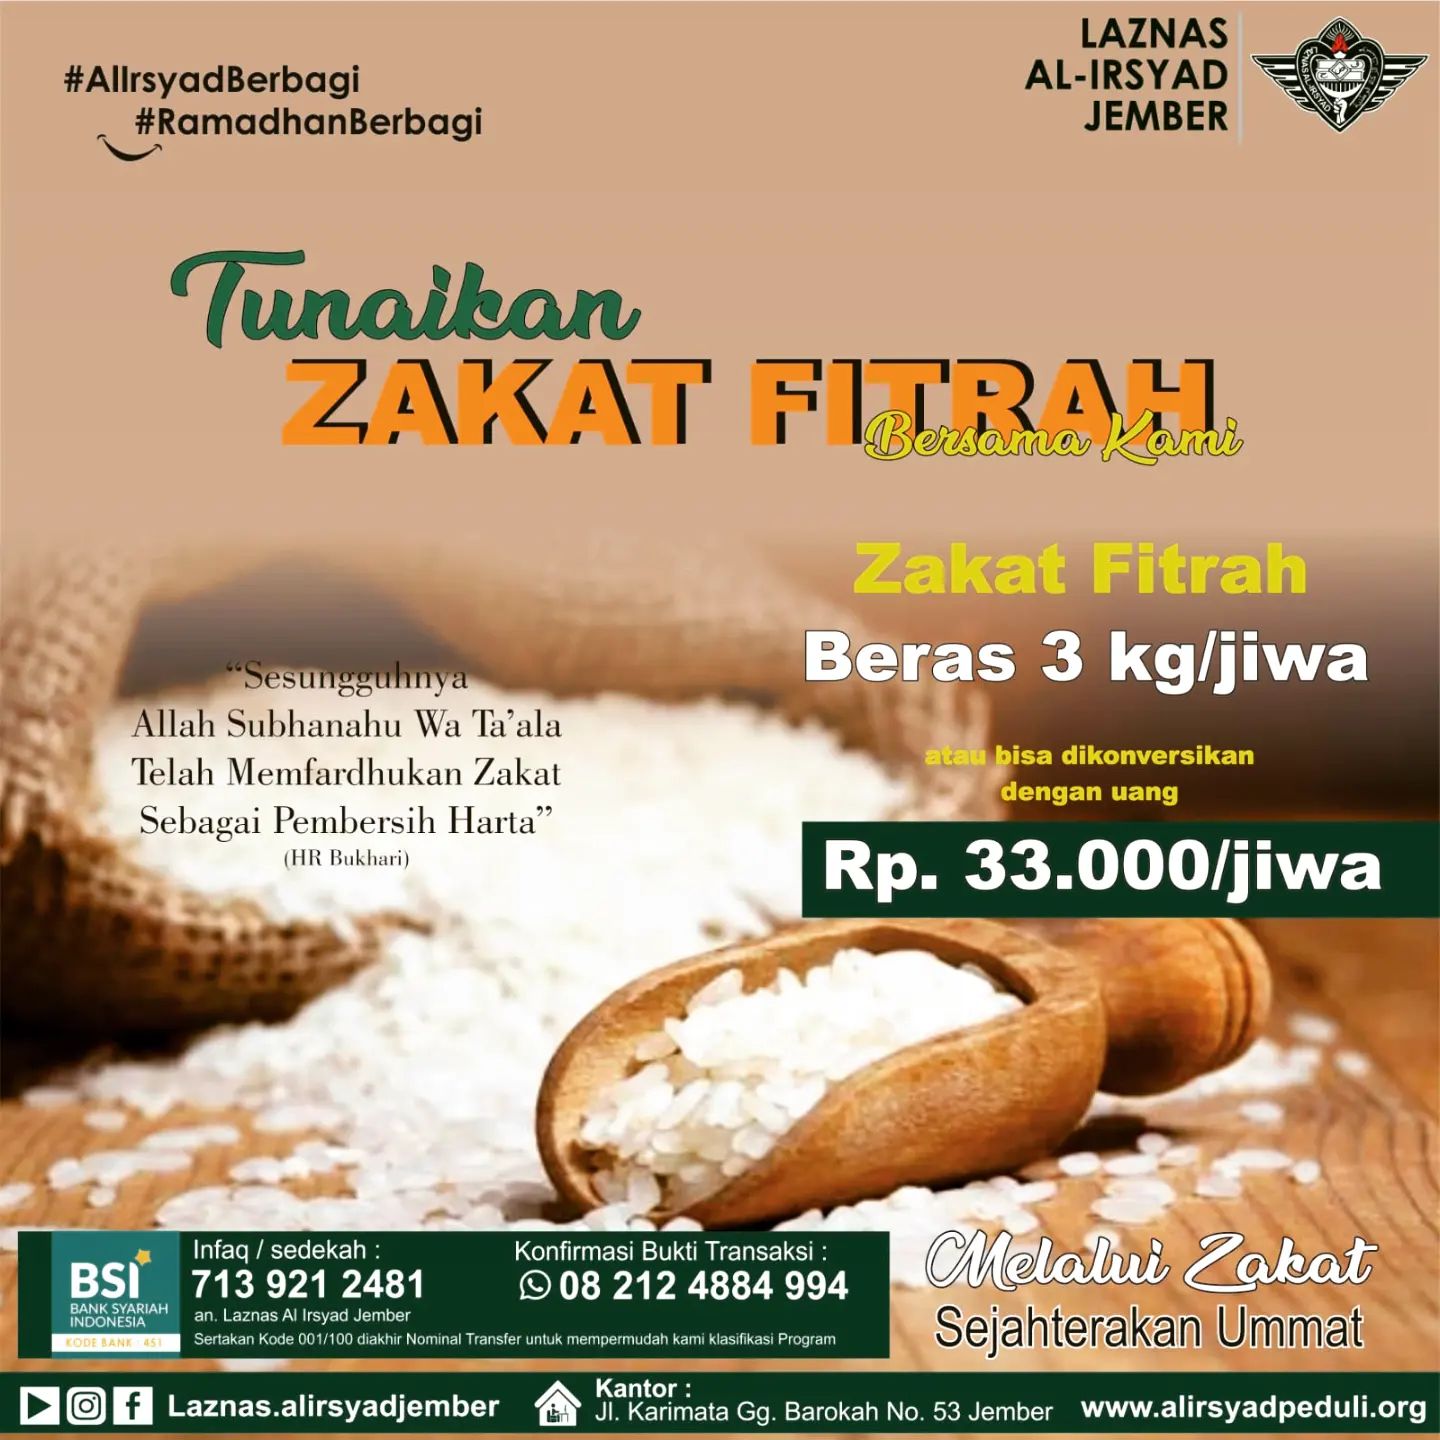 #AlIrsyadBerbagi
#RamadhanBerbagi
LAZNAS
AL-IRSYAD
JEMBER
LAZNAS AL-IRSYAD
Tunaikan
ZAKAT FITRAH
Bersama Kami
Zakat Fitrah
Beras 3 kg/jiwa
atau bisa dikonversikan
dengan uang
Rp. 33.000/jiwa
“Sesungguhnya
Allah Subhanahu Wa Ta’ala
Telah Memfardhukan Zakat
Sebagai Pembersih Harta”
(HR Bukhari)
BSI
BANK SYARIAH
INDONESIA
KODE BANK : 451
Infaq / sedekah :
713 921 2481
an. Laznas Al Irsyad Jember
Sertakan Kode 001/100 diakhir Nominal Transfer untuk mempermudah kami klasifikasi Program
Konfirmasi Bukti Transaksi :
08 212 4884 994
Melalui Zakat
Sejahterakan Ummat
Laznas.alirsyadjember
Kantor :
Jl. Karimata Gg. Barokah No. 53 Jember
www.alirsyadpeduli.org